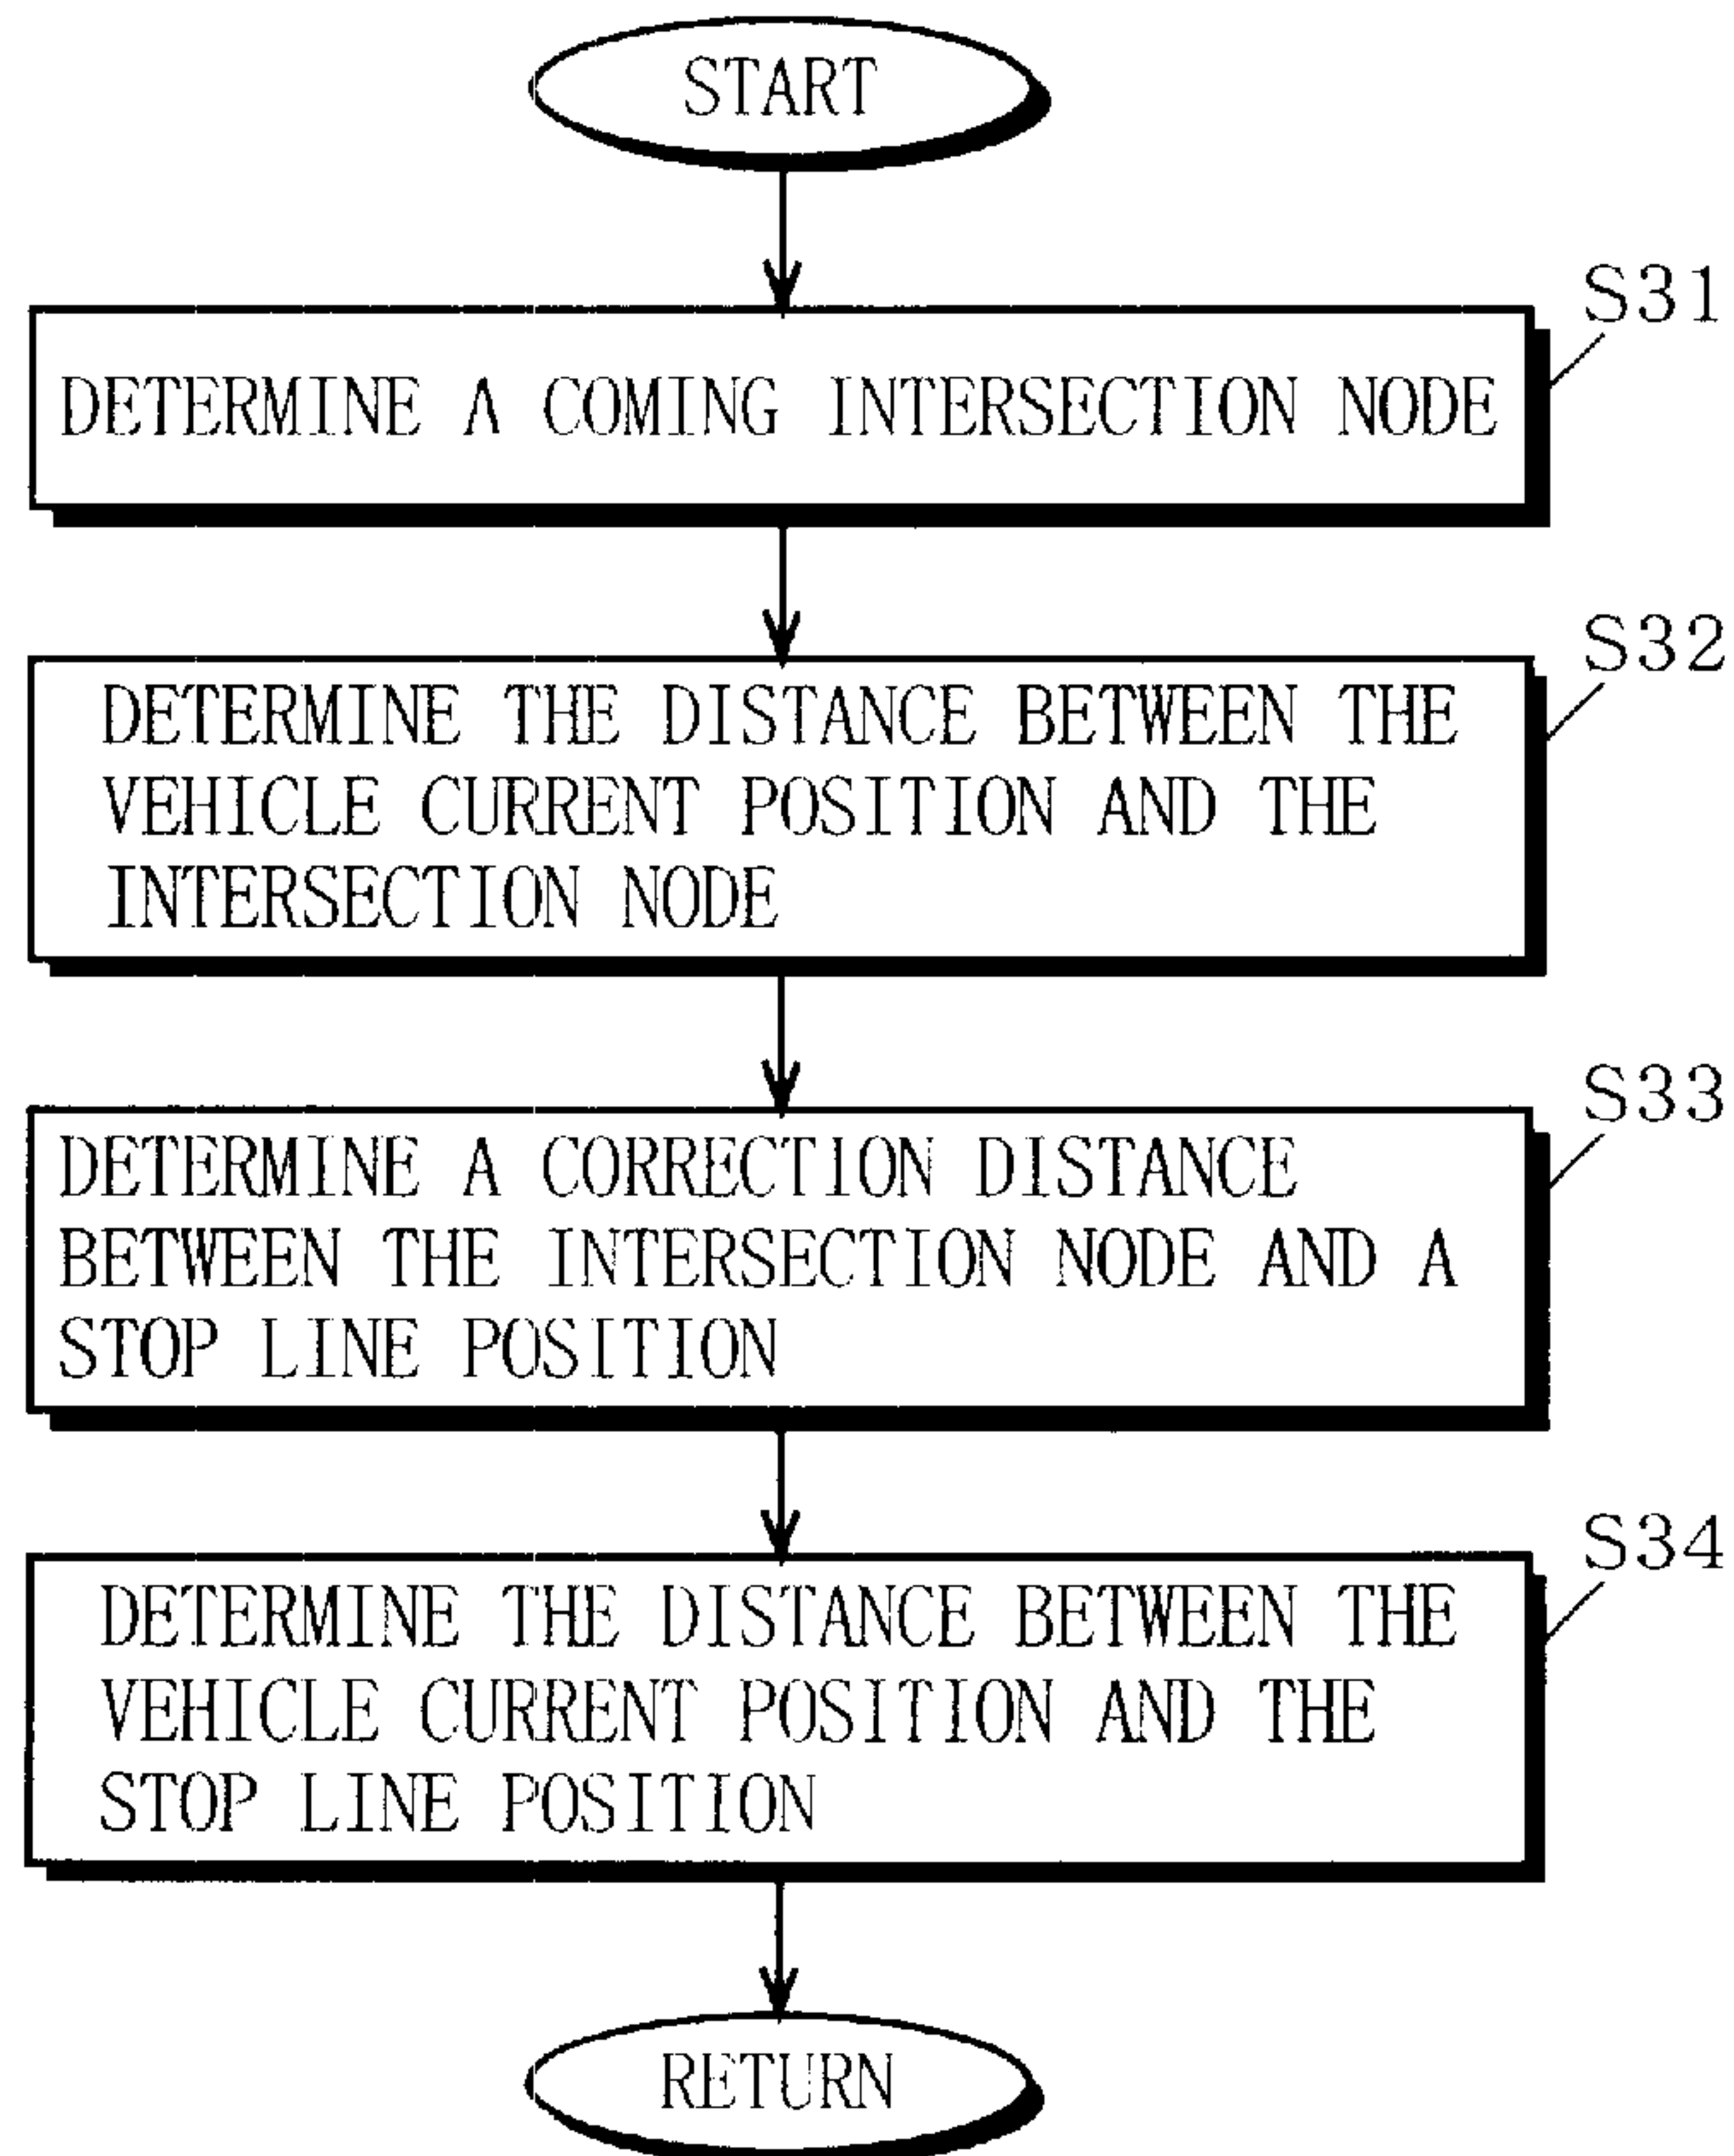 START
S31
DETERMINE A COMING INTERSECTION NODE
S32
DETERMINE THE DISTANCE BETWEEN THE
VEHICLE CURRENT POSITION AND THE
INTERSECTION NODE
S33
DETERMINE A CORRECTION DISTANCE
BETWEEN THE INTERSECTION NODE AND A
STOP LINE POSITION
S34
DETERMINE THE DISTANCE BETWEEN THE
VEHICLE CURRENT POSITION AND THE
STOP LINE POSITION
RETURN